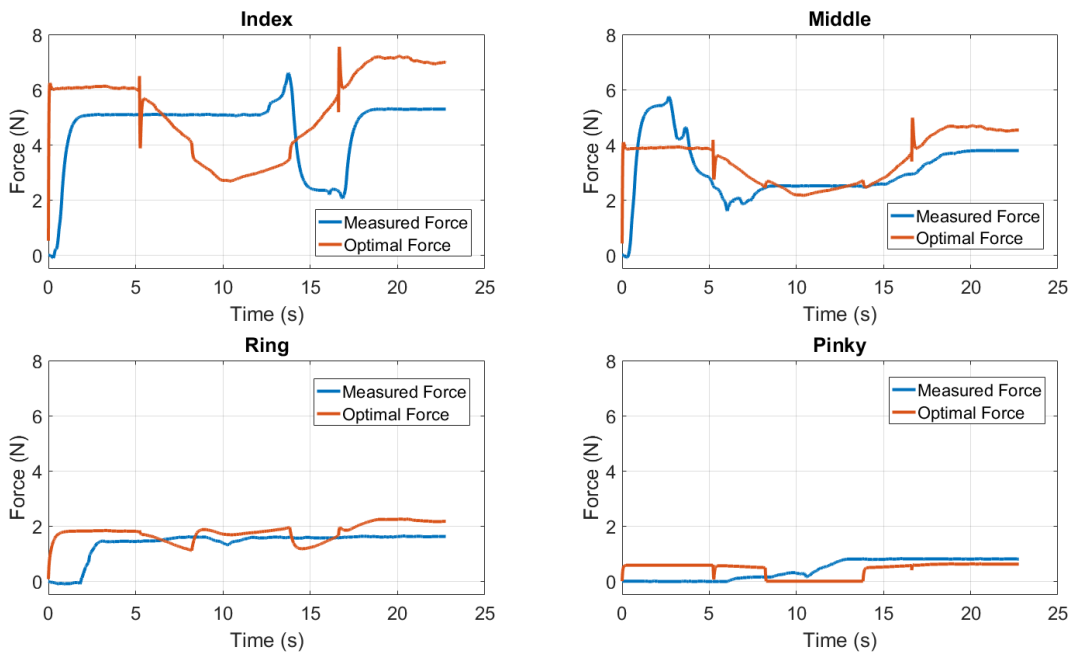 Index
8
6
4
2
0
Force (N)
Measured Force
Optimal Force
0 5 10 15 20 25
Time (s)
Middle
8
6
4
2
0
Force (N)
Measured Force
Optimal Force
0 5 10 15 20 25
Time (s)
Ring
8
6
4
2
0
Force (N)
Measured Force
Optimal Force
0 5 10 15 20 25
Time (s)
Pinky
8
6
4
2
0
Force (N)
Measured Force
Optimal Force
0 5 10 15 20 25
Time (s)